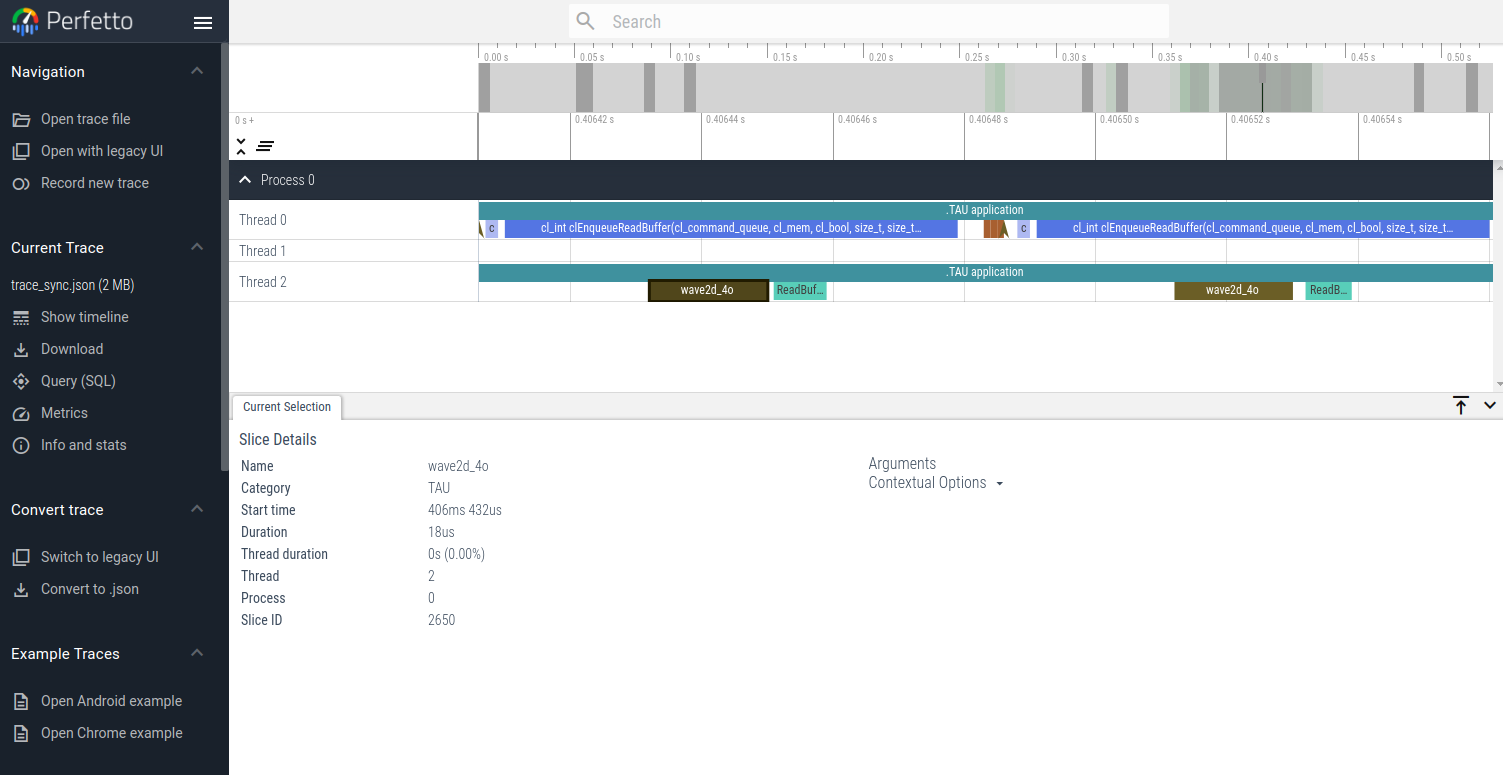 Perfetto
Search
Navigation
Open trace file
Open with legacy UI
Record new trace
Current Trace
trace_sync.json (2 MB)
Show timeline
Download
Query (SQL)
Metrics
Info and stats
Convert trace
Switch to legacy UI
Convert to .json
Example Traces
Open Android example
Open Chrome example
0.00 s 0.05 s 0.10 s 0.15 s 0.20 s 0.25 s 0.30 s 0.35 s 0.40 s 0.45 s 0.50 s
0 s + 0.40642 s 0.40644 s 0.40646 s 0.40648 s 0.40650 s 0.40652 s 0.40654 s
Process 0
Thread 0
.TAU application
c cl_int clEnqueueReadBuffer(cl_command_queue, cl_mem, cl_bool, size_t, size_t... c cl_int clEnqueueReadBuffer(cl_command_queue, cl_mem, cl_bool, size_t, size_t...
Thread 1
Thread 2
.TAU application
wave2d_4o ReadBuf... wave2d_4o ReadB...
Current Selection
Slice Details
Name wave2d_4o
Category TAU
Start time 406ms 432us
Duration 18us
Thread duration 0s (0.00%)
Thread 2
Process 0
Slice ID 2650
Arguments
Contextual Options